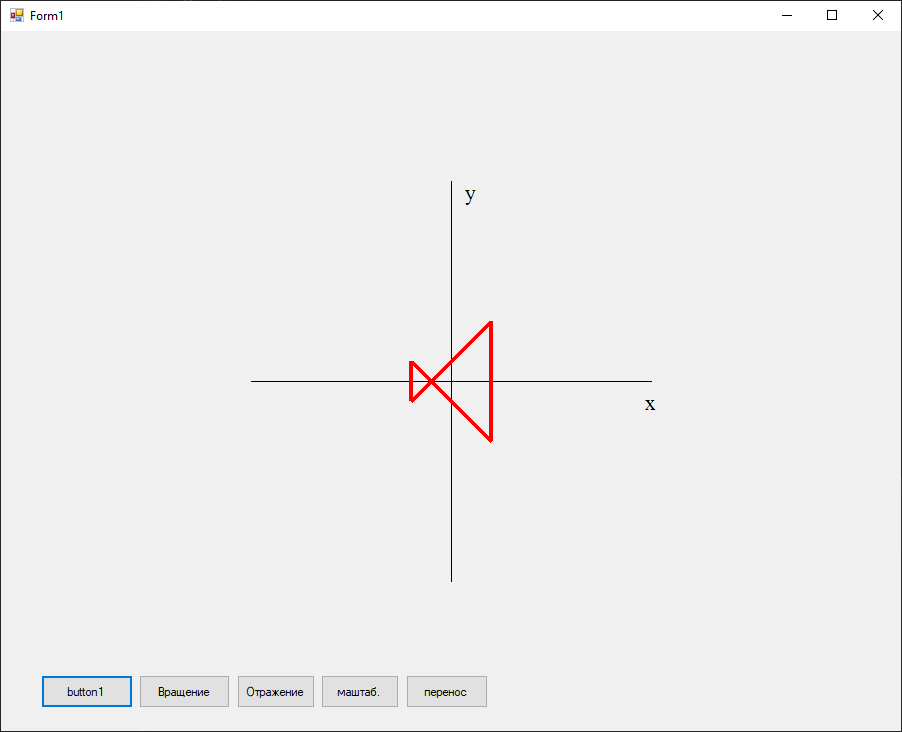 Form1
y
x
button1
Вращение
Отражение
маштаб.
перенос